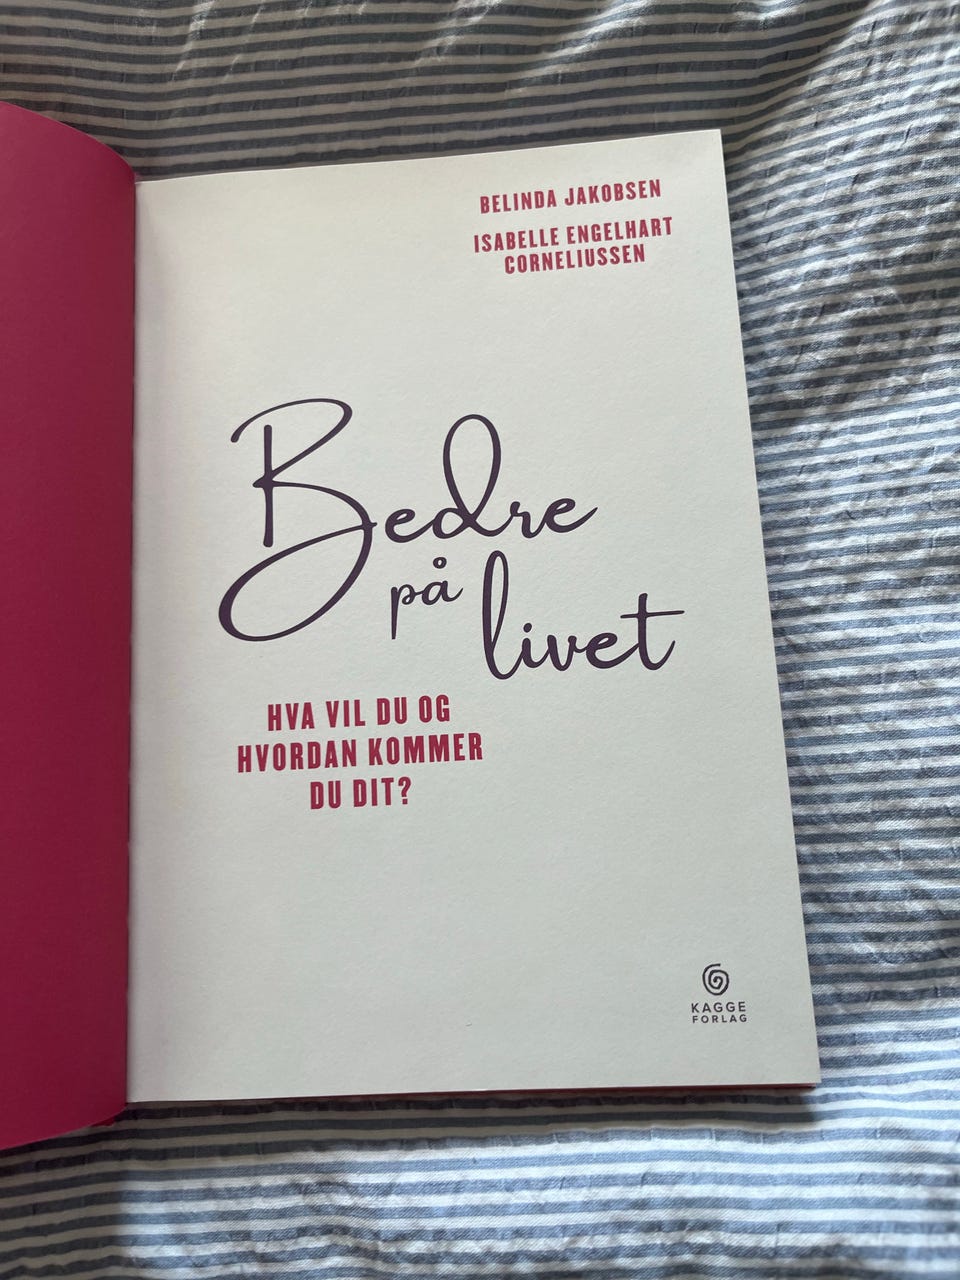 BELINDA JAKOBSEN
ISABELLE ENGELHART
CORNELIUSSEN
Bedre
på livet
HVA VIL DU OG
HVORDAN KOMMER
DU DIT?
KAGGE
FORLAG